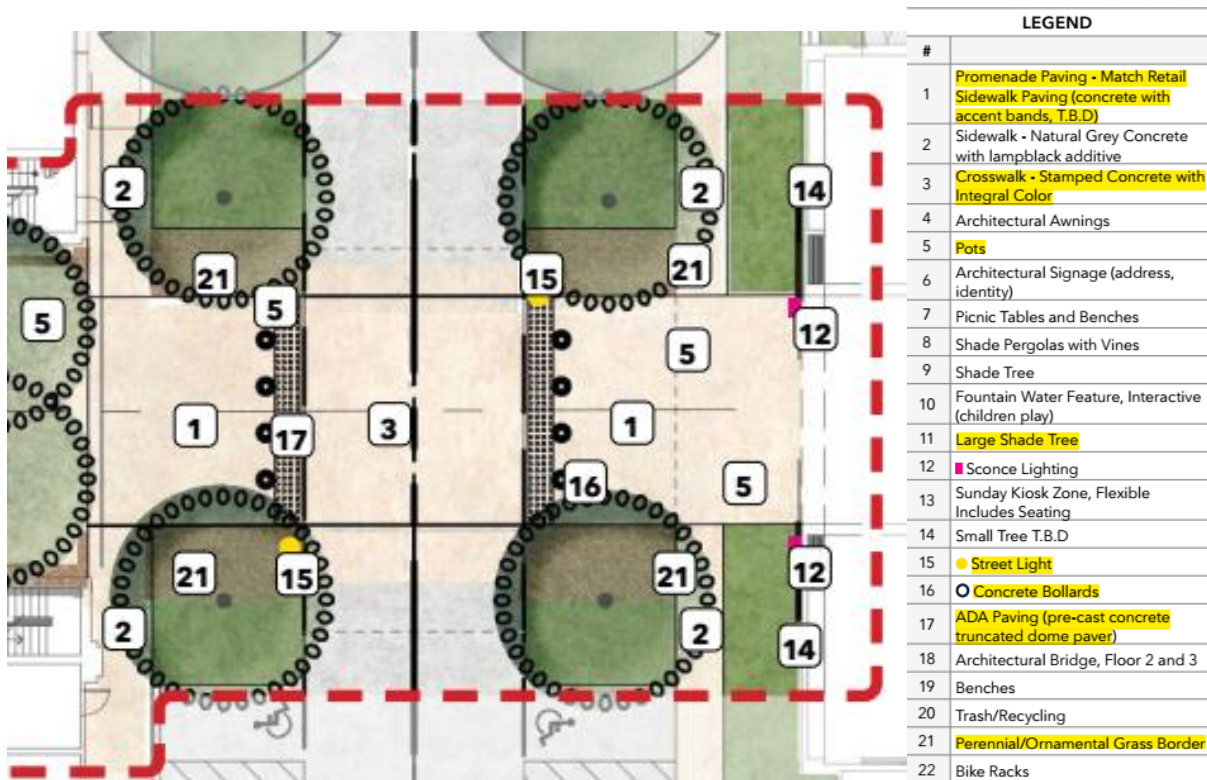 2
2
14
21
15
21
5
5
12
5
1
17
3
1
16
5
21
15
21
12
2
2
14
LEGEND
#
1 Promenade Paving - Match Retail
Sidewalk Paving (concrete with
accent bands, T.B.D)
2 Sidewalk - Natural Grey Concrete
with lampblack additive
3 Crosswalk - Stamped Concrete with
Integral Color
4 Architectural Awnings
5 Pots
6 Architectural Signage (address,
identity)
7 Picnic Tables and Benches
8 Shade Pergolas with Vines
9 Shade Tree
10 Fountain Water Feature, Interactive
(children play)
11 Large Shade Tree
12 Sconce Lighting
13 Sunday Kiosk Zone, Flexible
Includes Seating
14 Small Tree T.B.D
15 Street Light
16 Concrete Bollards
17 ADA Paving (pre-cast concrete
truncated dome paver)
18 Architectural Bridge, Floor 2 and 3
19 Benches
20 Trash/Recycling
21 Perennial/Ornamental Grass Border
22 Bike Racks